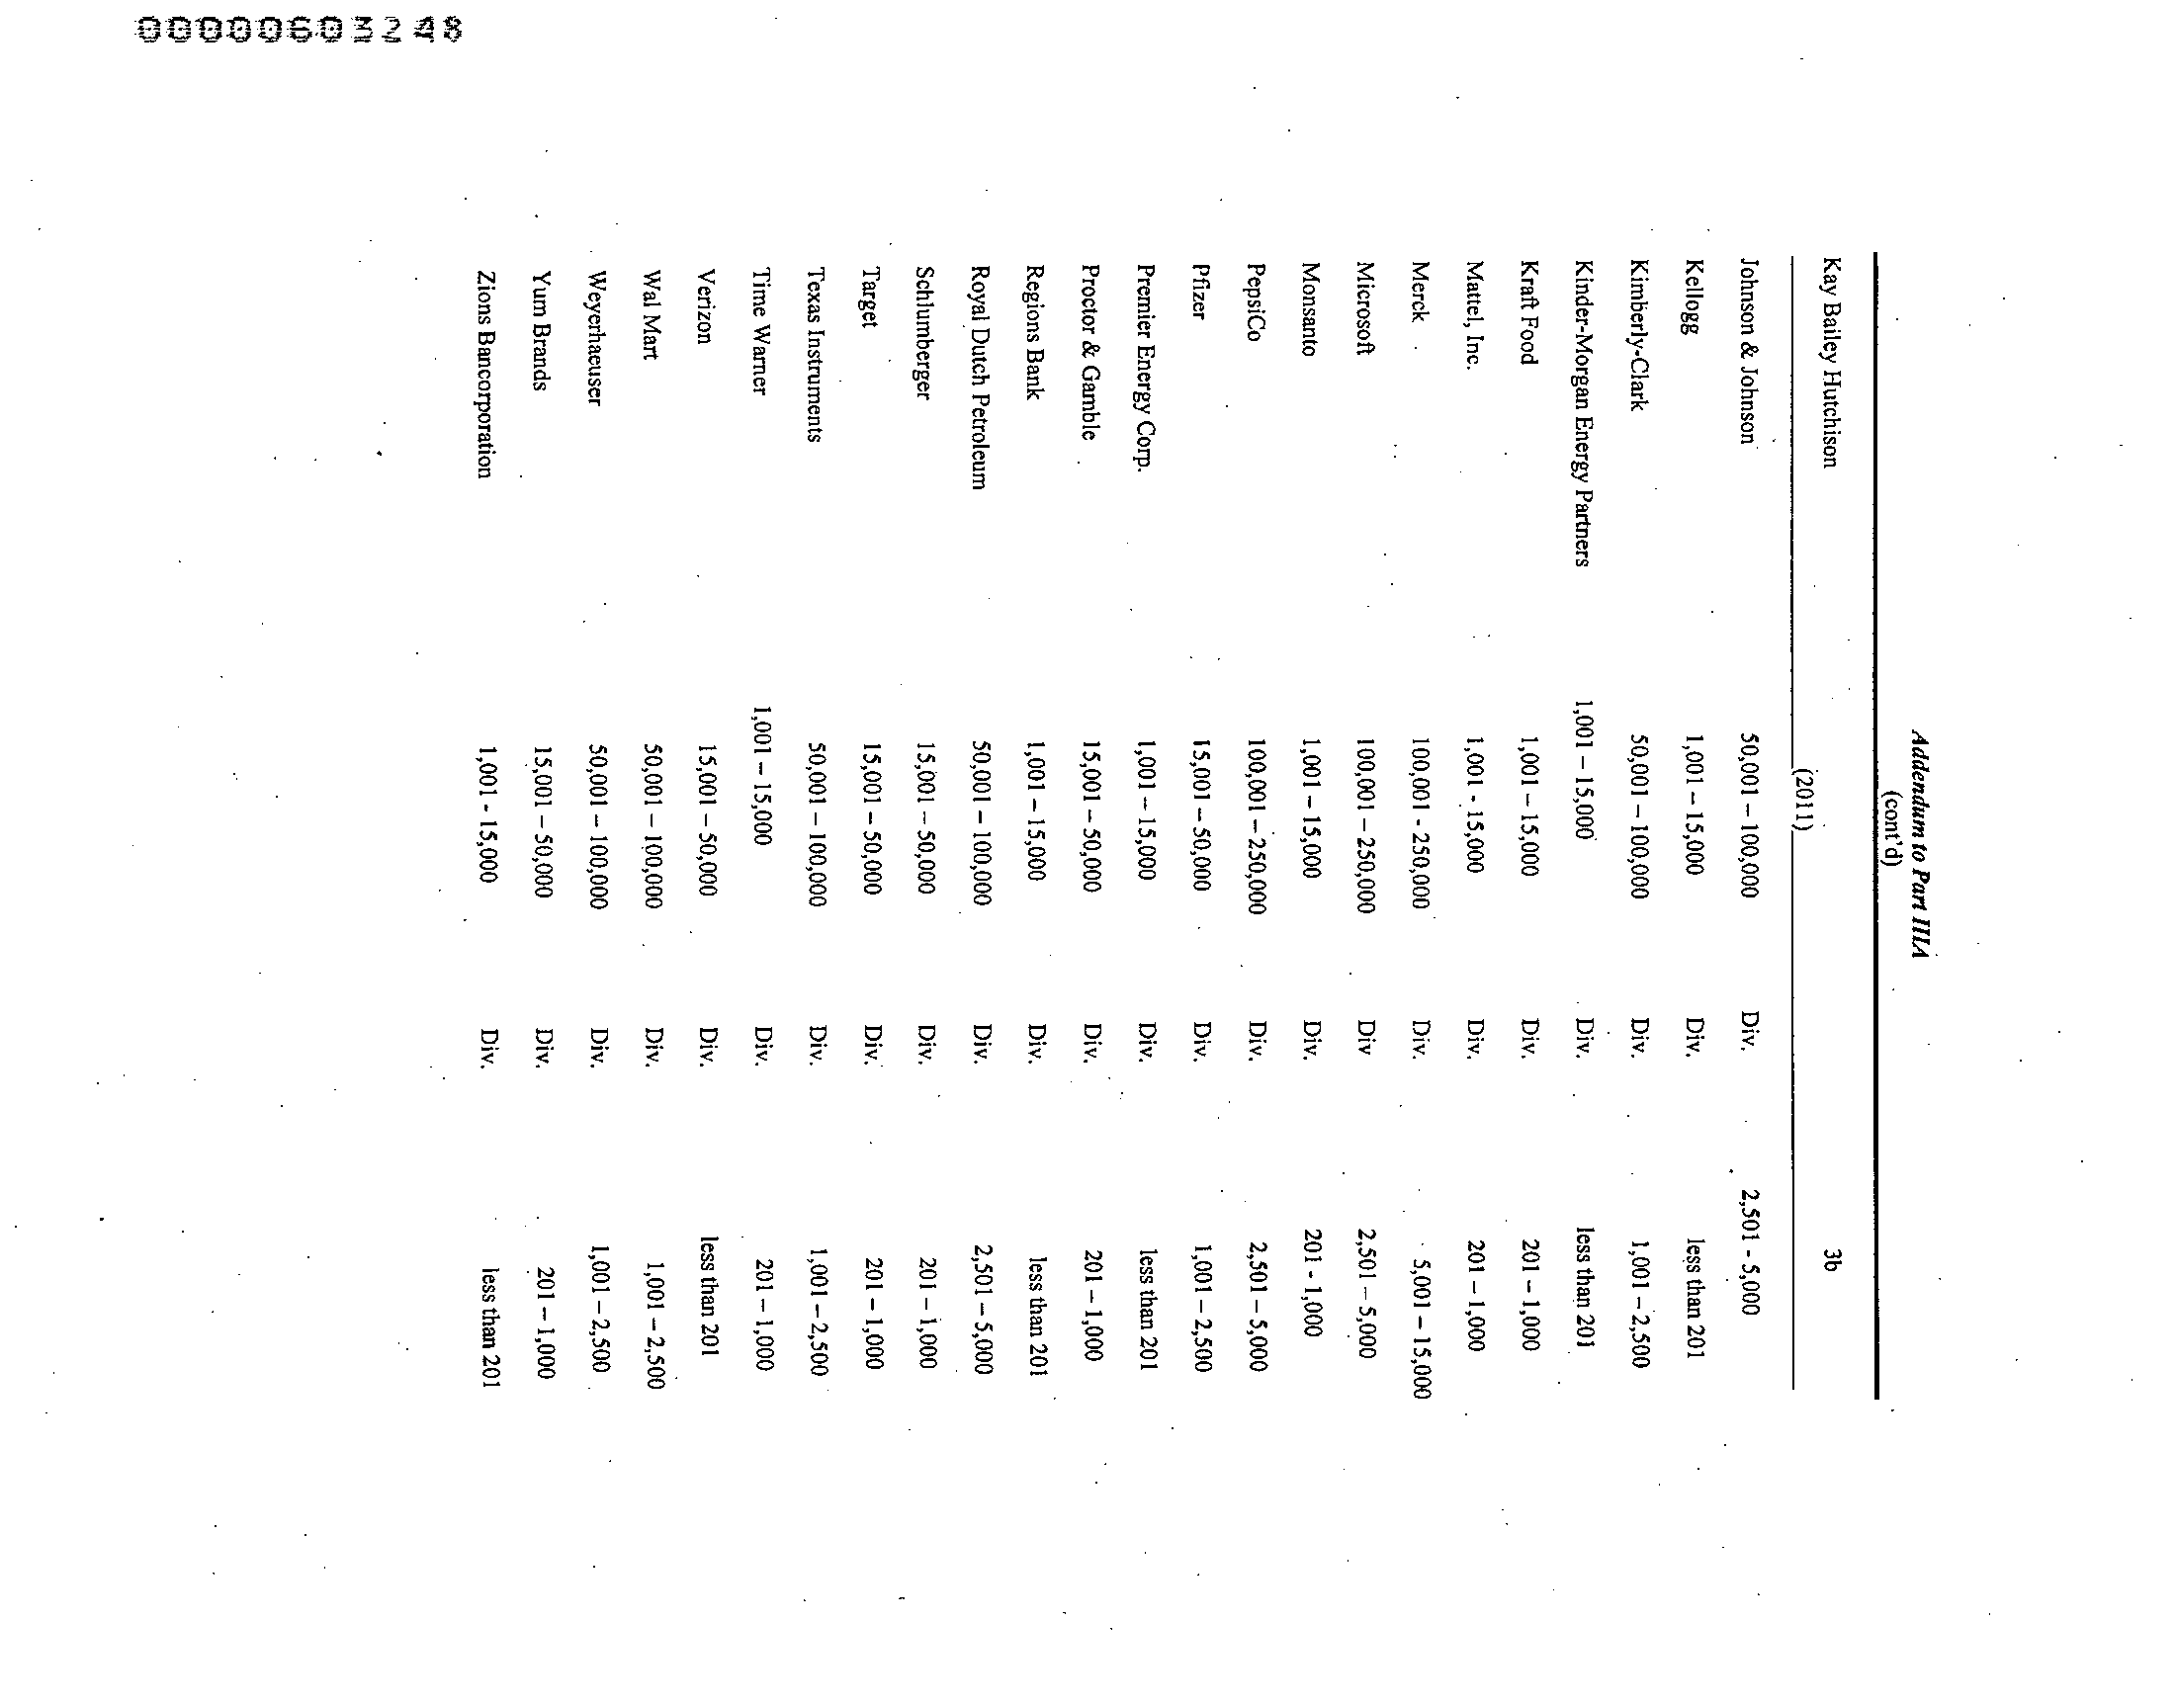 00000603248
Addendum to Part IIIA
(cont'd)
Kay Bailey Hutchison 3b
(2011)
Johnson & Johnson 50,001 – 100,000 Div. 2,501 - 5,000
Kellogg 1,001 – 15,000 Div. less than 201
Kimberly-Clark 50,001 – 100,000 Div. 1,001 – 2,500
Kinder-Morgan Energy Partners 1,001 – 15,000 Div. less than 201
Kraft Food 1,001 – 15,000 Div. 201 – 1,000
Mattel, Inc. 1,001 - 15,000 Div. 201 – 1,000
Merck 100,001 - 250,000 Div. 5,001 – 15,000
Microsoft 100,001 – 250,000 Div 2,501 – 5,000
Monsanto 1,001 – 15,000 Div. 201 - 1,000
PepsiCo 100,001 – 250,000 Div. 2,501 – 5,000
Pfizer 15,001 – 50,000 Div. 1,001 – 2,500
Premier Energy Corp. 1,001 – 15,000 Div. less than 201
Proctor & Gamble 15,001 – 50,000 Div. 201 – 1,000
Regions Bank 1,001 – 15,000 Div. less than 201
Royal Dutch Petroleum 50,001 – 100,000 Div. 2,501 – 5,000
Schlumberger 15,001 – 50,000 Div. 201 – 1,000
Target 15,001 – 50,000 Div. 201 – 1,000
Texas Instruments 50,001 – 100,000 Div. 1,001 – 2,500
Time Warner 1,001 – 15,000 Div. 201 – 1,000
Verizon 15,001 – 50,000 Div. less than 201
Wal Mart 50,001 – 100,000 Div. 1,001 – 2,500
Weyerhaeuser 50,001 – 100,000 Div. 1,001 – 2,500
Yum Brands 15,001 – 50,000 Div. 201 – 1,000
Zions Bancorporation 1,001 - 15,000 Div. less than 201